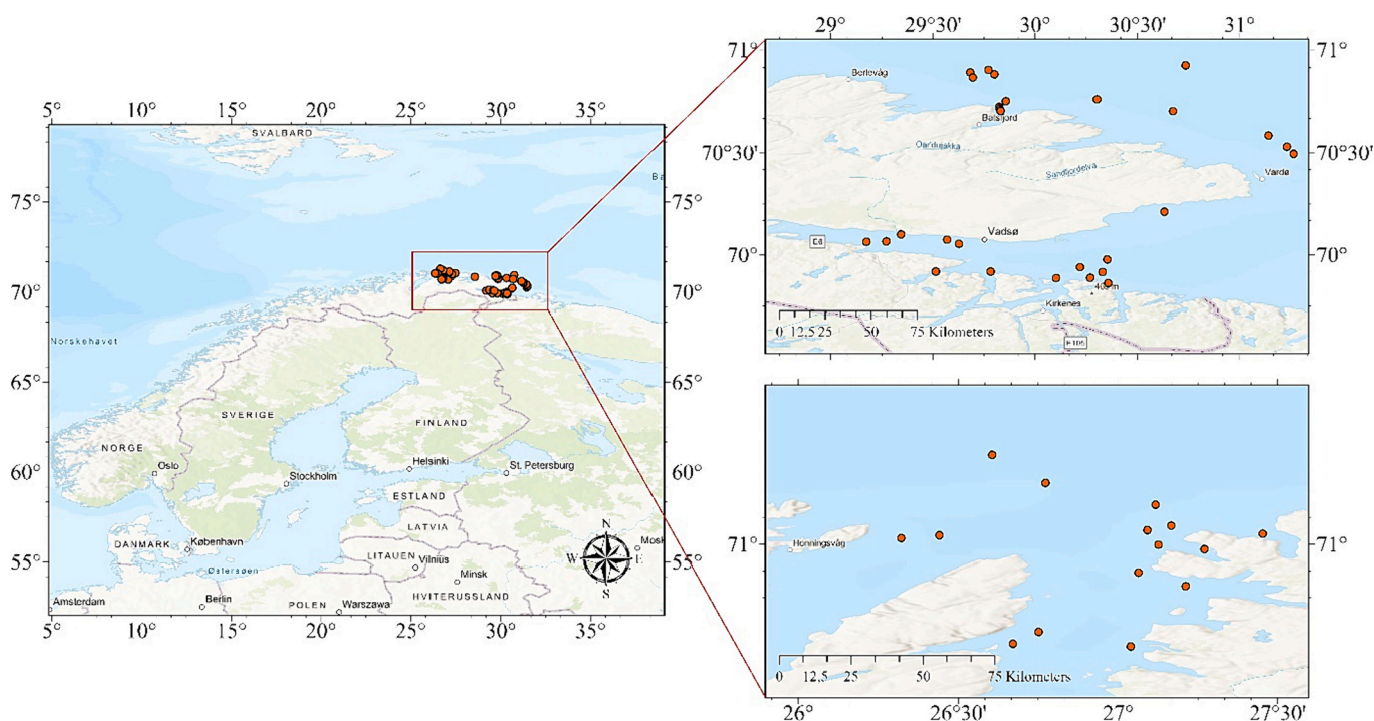 5° 10° 15° 20° 25° 30° 35°
SVALBARD
75° 75°
70° 70°
Norskehavet
65° 65°
SVERIGE
FINLAND
NORGE
Oslo
Helsinki
St. Petersburg
60° 60°
Stockholm
ESTLAND
LATVIA
DANMARK
København
LITAUEN
Vilnius
Mosk
55° 55°
Østersøen
Minsk
HVITERUSSLAND
Berlin
POLEN
Warszawa
Amsterdam
N
W E
S
5° 10° 15° 20° 25° 30° 35°
29° 29°30' 30° 30°30' 31°
71° 71°
Berlevåg
Båtsfjord
70°30' 70°30'
Sandfjordelva
Vardø
Vadsø
E6
70° 70°
Kirkenes
E105
0 12,5 25 50 75 Kilometers
71° 71°
Honningsvåg
0 12,5 25 50 75 Kilometers
26° 26°30' 27° 27°30'